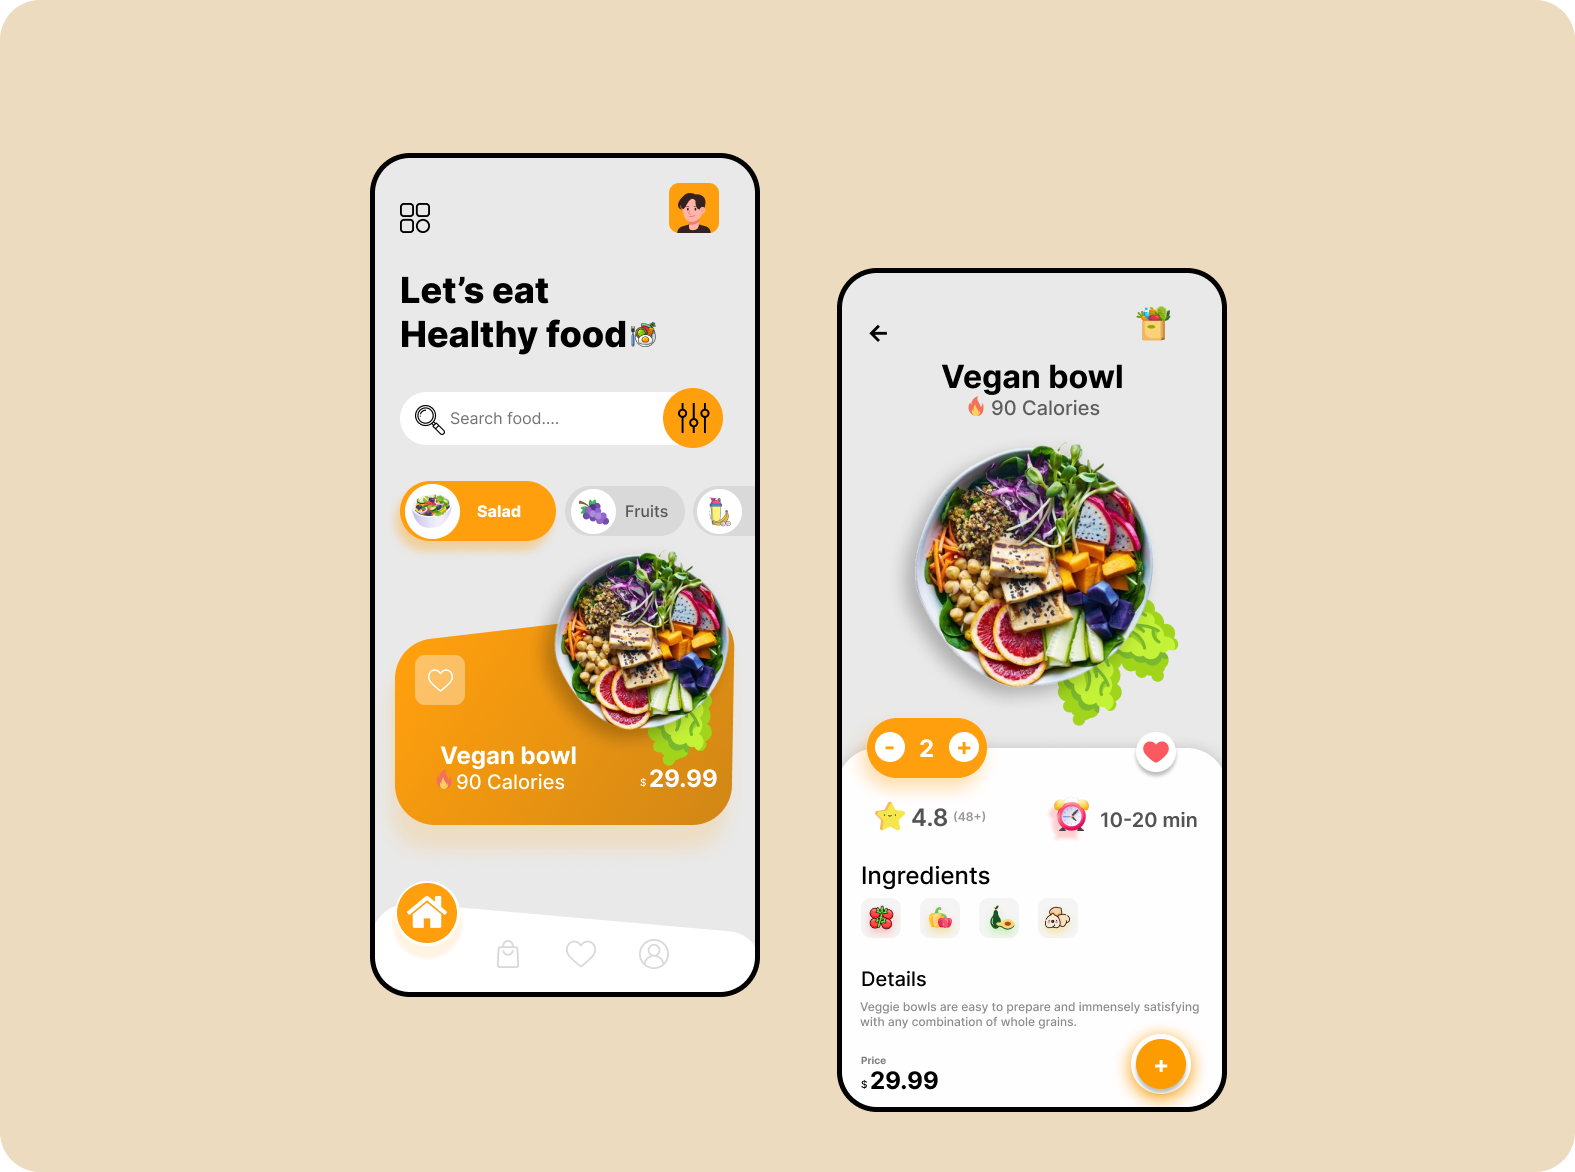 Let's eat
Healthy food
Search food....
Salad
Fruits
Vegan bowl
90 Calories
$ 29.99
Vegan bowl
90 Calories
- 2 +
4.8 (48+)
10-20 min
Ingredients
Details
Veggie bowls are easy to prepare and immensely satisfying
with any combination of whole grains.
Price
$ 29.99
+